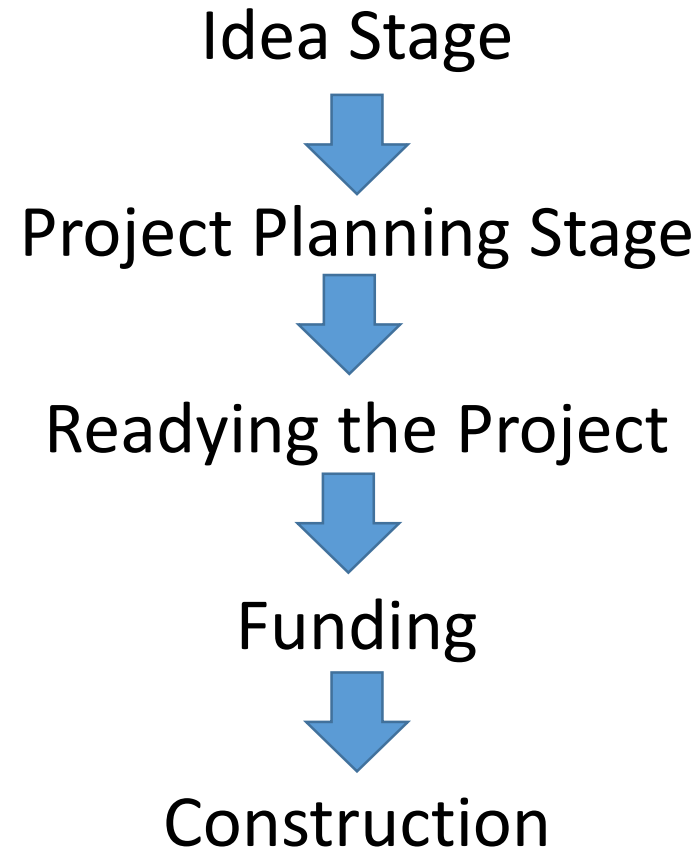 Idea Stage
Project Planning Stage
Readying the Project
Funding
Construction